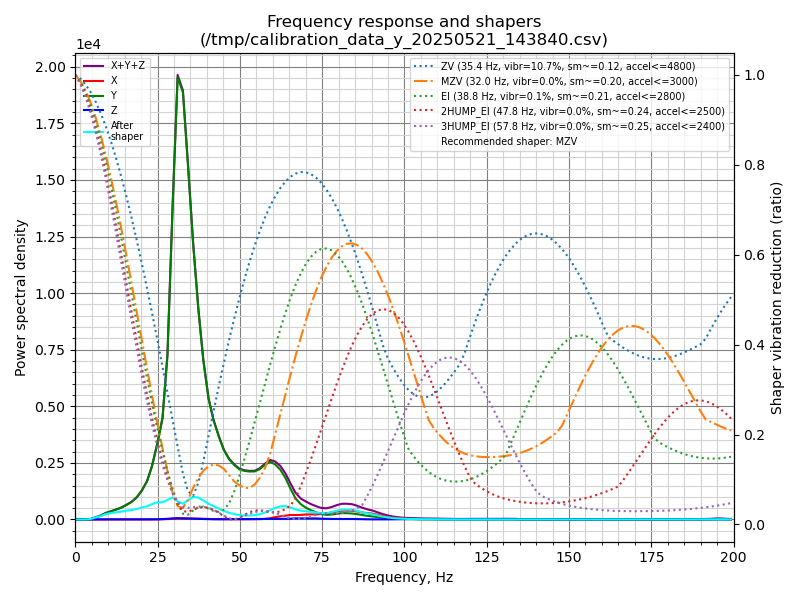 Frequency response and shapers
(/tmp/calibration_data_y_20250521_143840.csv)
1e4
X+Y+Z
X
Y
Z
After
shaper
ZV (35.4 Hz, vibr=10.7%, sm~=0.12, accel<=4800)
MZV (32.0 Hz, vibr=0.0%, sm~=0.20, accel<=3000)
EI (38.8 Hz, vibr=0.1%, sm~=0.21, accel<=2800)
2HUMP_EI (47.8 Hz, vibr=0.0%, sm~=0.24, accel<=2500)
3HUMP_EI (57.8 Hz, vibr=0.0%, sm~=0.25, accel<=2400)
Recommended shaper: MZV
Power spectral density
2.00
1.75
1.50
1.25
1.00
0.75
0.50
0.25
0.00
1.0
0.8
0.6
0.4
0.2
0.0
Shaper vibration reduction (ratio)
0 25 50 75 100 125 150 175 200
Frequency, Hz